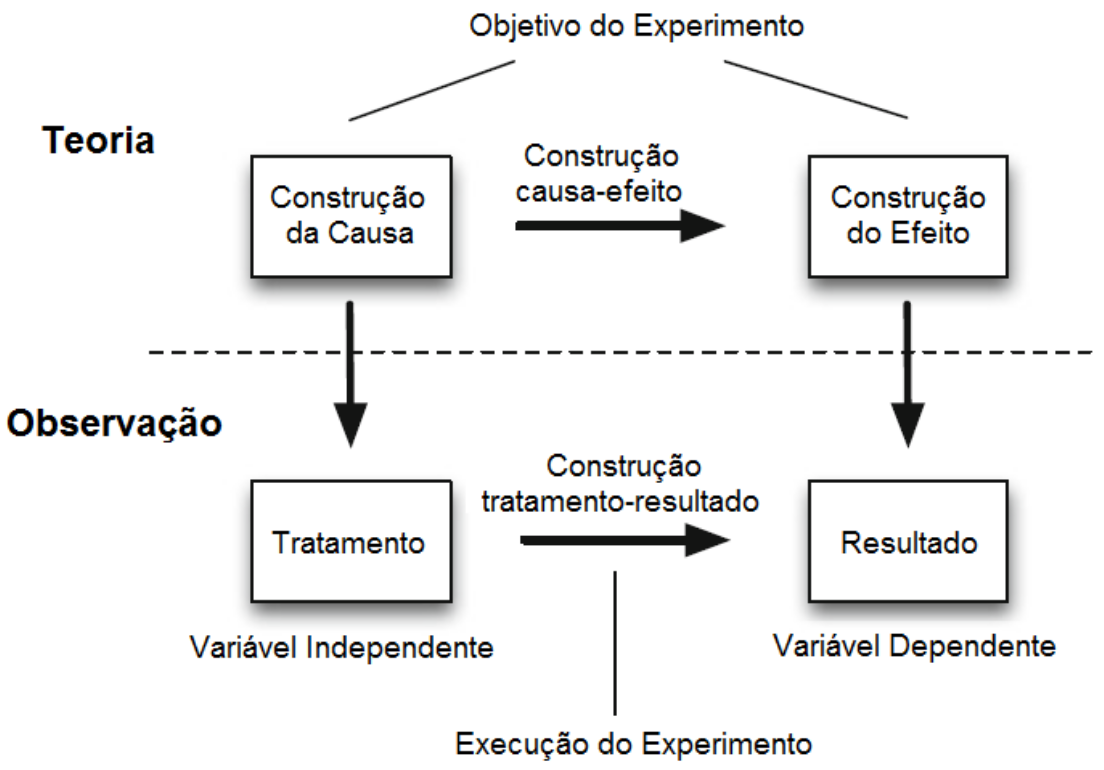 Objetivo do Experimento
Teoria
Construção
causa-efeito
Construção
da Causa
Construção
do Efeito
Observação
Construção
tratamento-resultado
Tratamento
Resultado
Variável Independente
Variável Dependente
Execução do Experimento